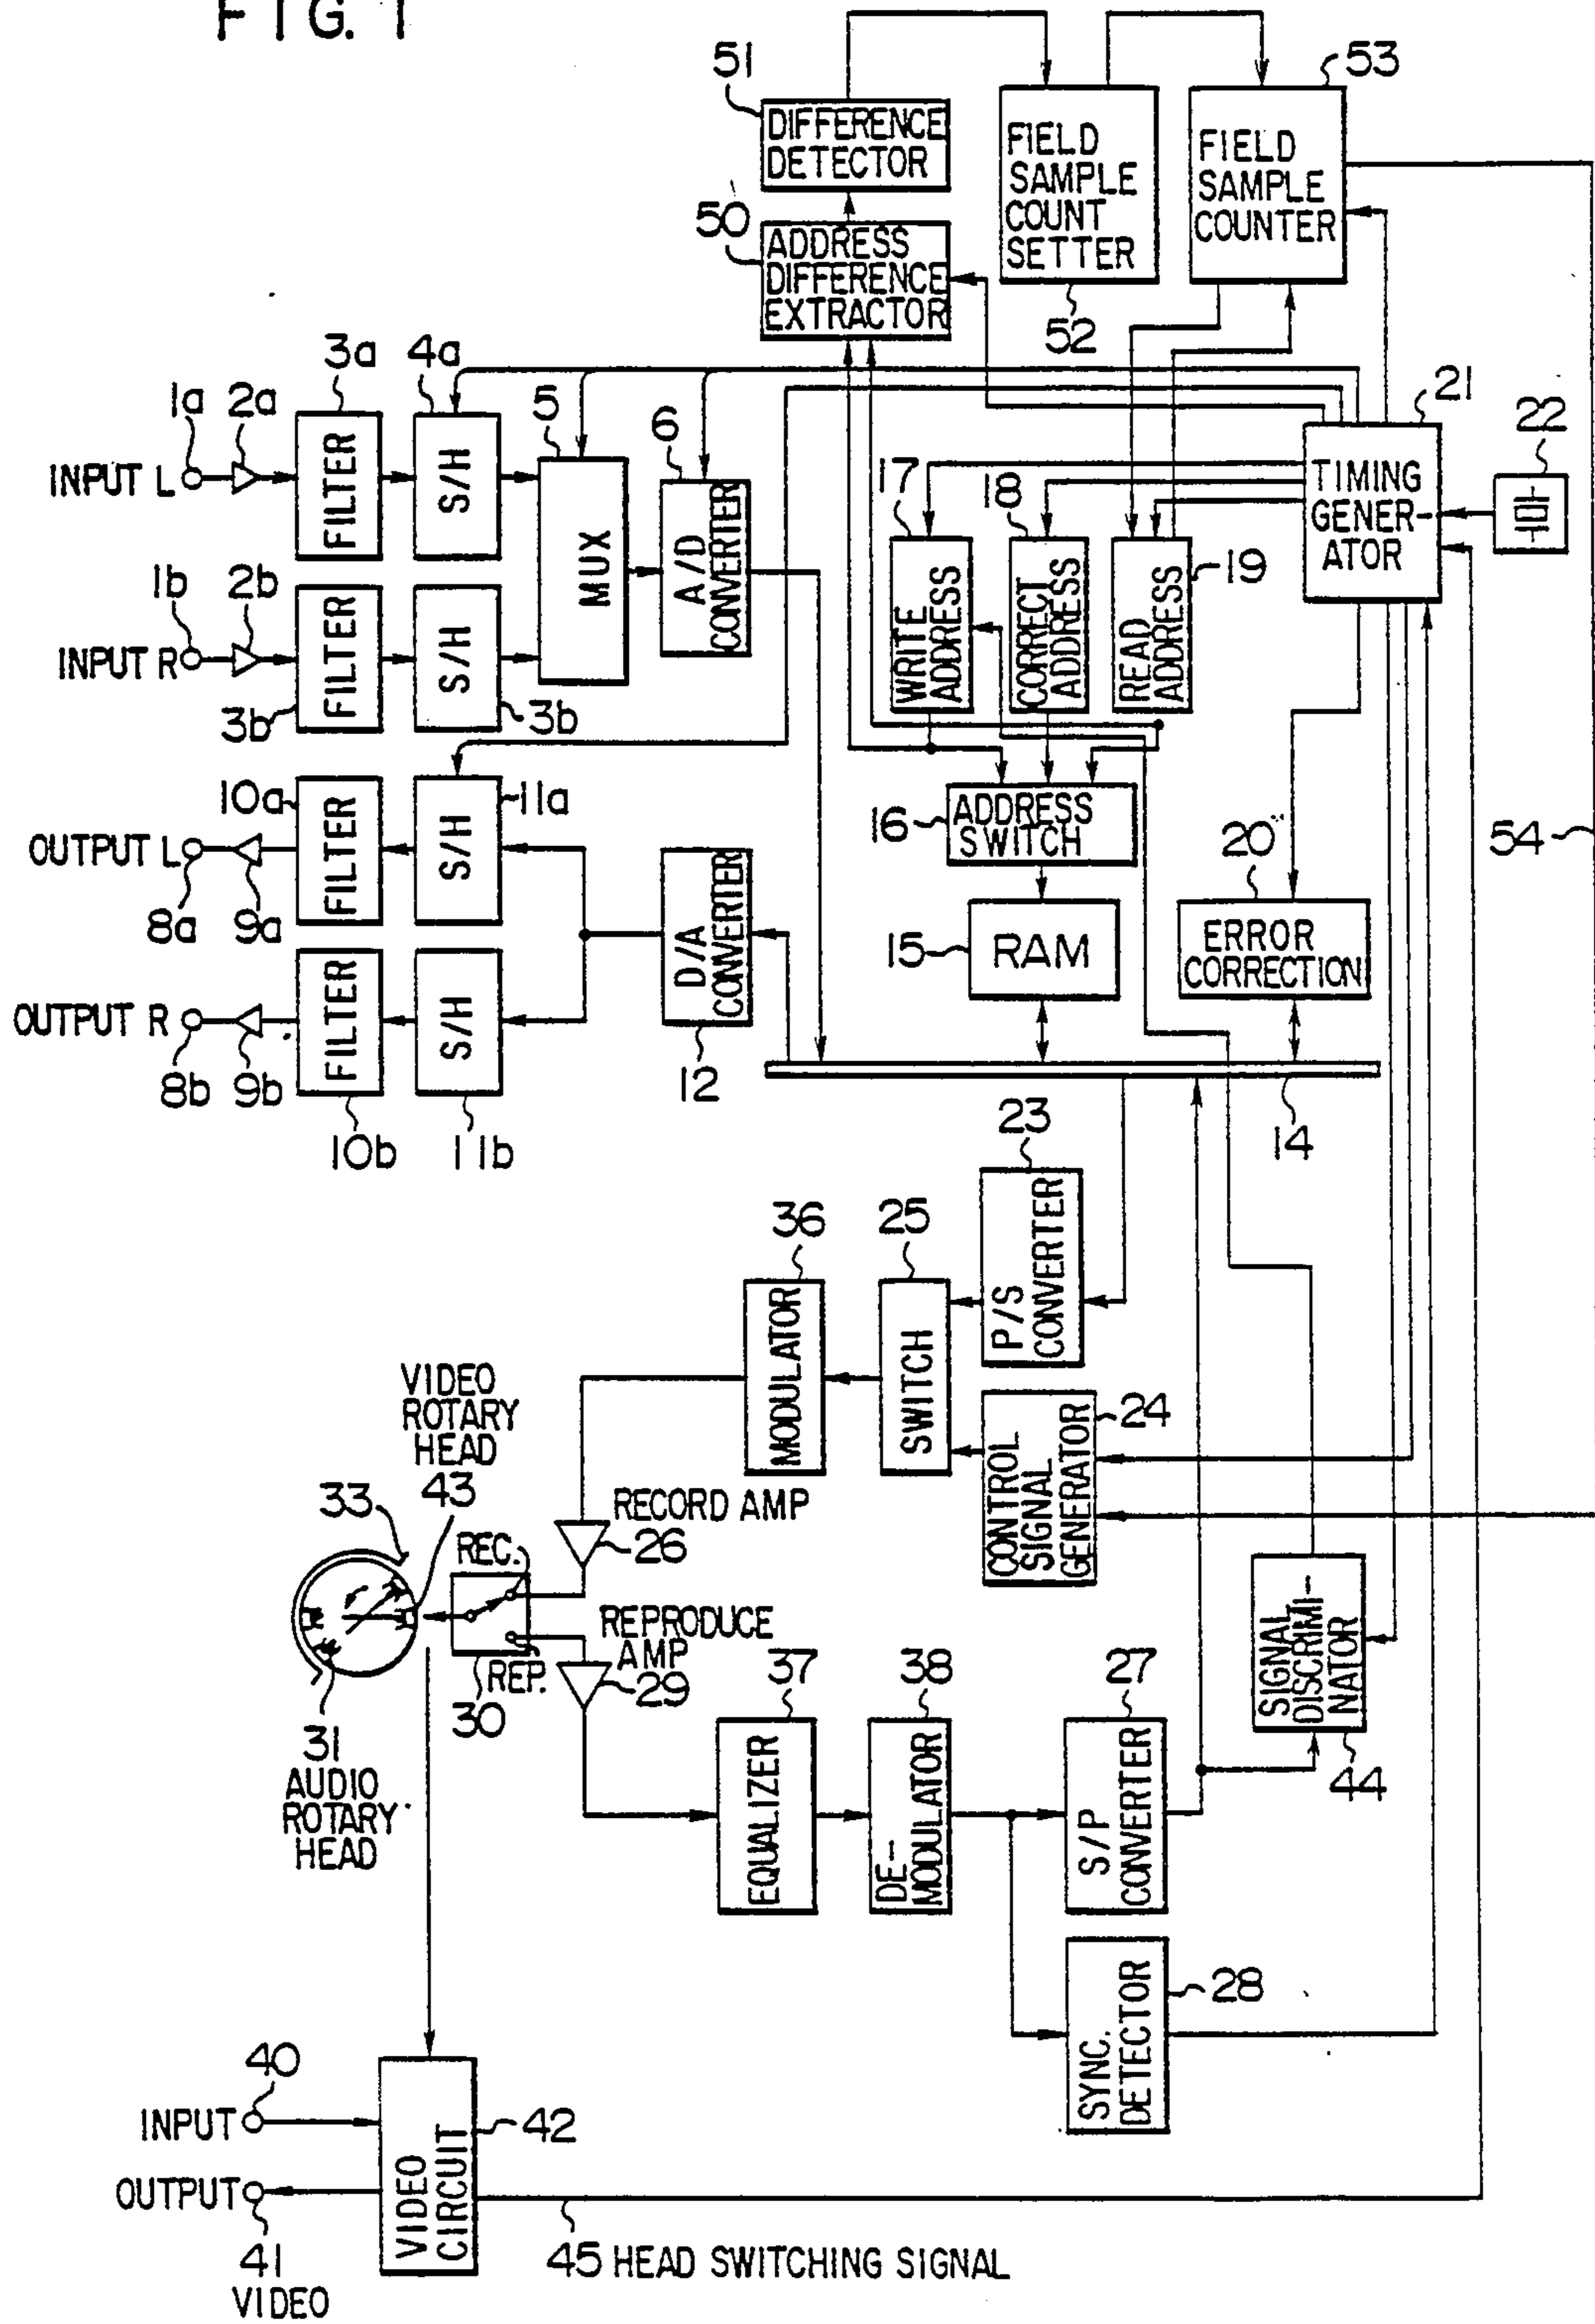 FIG. 1
51
DIFFERENCE
DETECTOR
50
ADDRESS
DIFFERENCE
EXTRACTOR
FIELD
SAMPLE
COUNT
SETTER
52
53
FIELD
SAMPLE
COUNTER
1a
2a
3a
4a
5
6
INPUT L
FILTER
S/H
MUX
A/D
CONVERTER
1b
2b
INPUT R
FILTER
S/H
3b
3b
17
WRITE
ADDRESS
18
CORRECT
ADDRESS
READ
ADDRESS
19
21
TIMING
GENER-
ATOR
22
OUTPUT L
8a
9a
10a
FILTER
S/H
11a
OUTPUT R
8b
9b
FILTER
10b
S/H
11b
D/A
CONVERTER
12
16
ADDRESS
SWITCH
15
RAM
20
ERROR
CORRECTION
54
14
23
P/S
CONVERTER
25
SWITCH
36
MODULATOR
24
CONTROL
SIGNAL
GENERATOR
VIDEO
ROTARY
HEAD
43
33
RECORD AMP
26
REC.
REP.
30
REPRODUCE
AMP
29
31
AUDIO
ROTARY
HEAD
37
EQUALIZER
38
DE-
MODULATOR
27
S/P
CONVERTER
SIGNAL
DISCRIMI-
NATOR
44
28
SYNC.
DETECTOR
40
INPUT
OUTPUT
41
VIDEO
42
VIDEO
CIRCUIT
45 HEAD SWITCHING SIGNAL